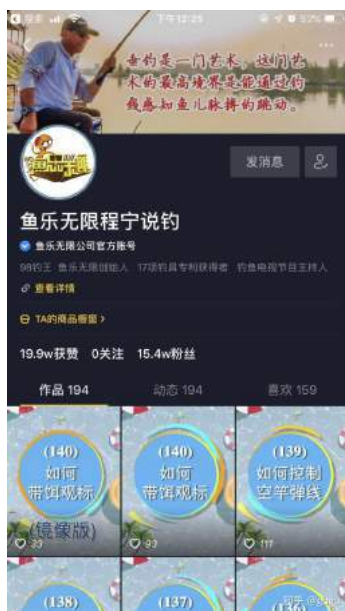 下午12:25
52%
垂钓是一门艺术，这门艺
术的最高境界是能通过钓
线感知鱼儿脉搏的跳动。
发消息
鱼乐无限程宁说钓
鱼乐无限公司官方账号
98钓王 鱼乐无限创始人 17项钓具专利获得者 钓鱼电视节目主持人
查看详情
TA的商品橱窗
19.9w获赞 0关注 15.4w粉丝
作品 194 动态 194 喜欢 159
(140) (140) (139)
如何 如何 如何控制
带饵观标 带饵观标 空竿弹线
(镜像版)
93 117
(138) (137) (136)
知乎